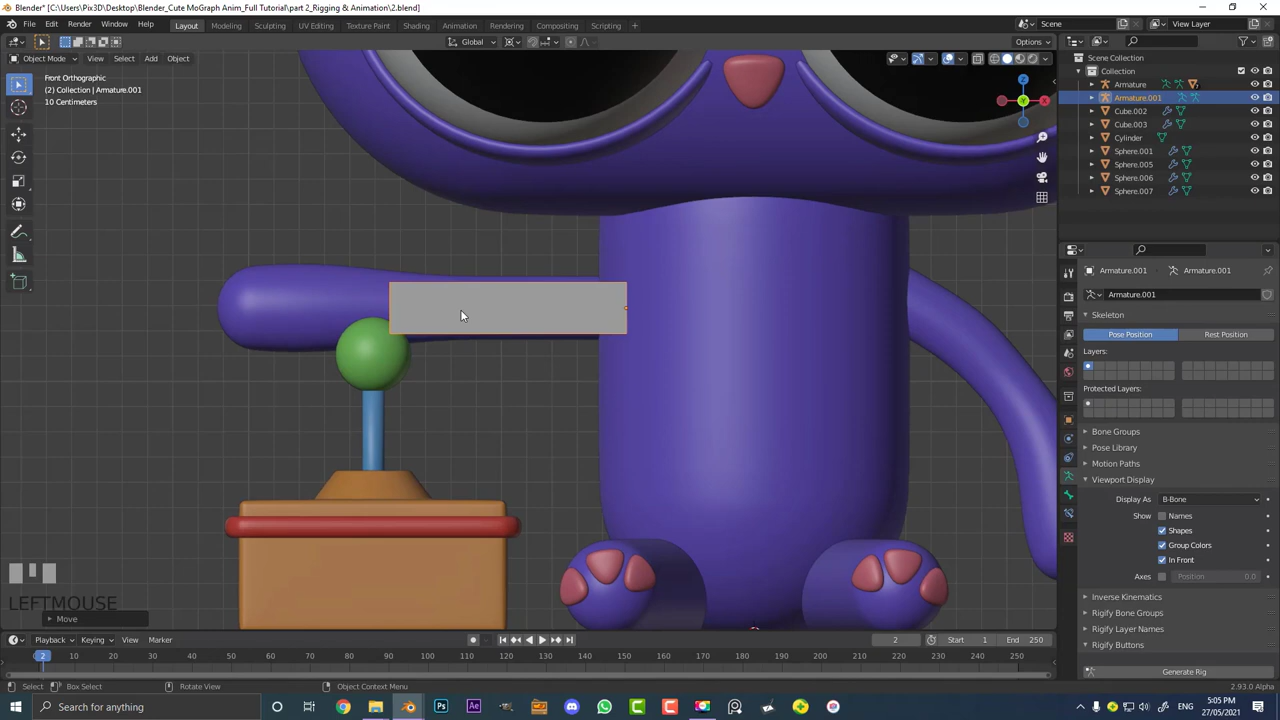 Blender* [C:\Users\Pix3D\Desktop\Blender_Cute MoGraph Anim_Full Tutorial\part 2_Rigging & Animation\2.blend]
File Edit Render Window Help Layout Modeling Sculpting UV Editing Texture Paint Shading Animation Rendering Compositing Scripting Scene View Layer
Global Options
Object Mode View Select Add Object
Front Orthographic
(2) Collection | Armature.001
10 Centimeters
Z
Y
X
Scene Collection
Collection
Armature
Armature.001
Cube.002
Cube.003
Cylinder
Sphere.001
Sphere.005
Sphere.006
Sphere.007
Armature.001 Armature.001
Armature.001
Skeleton
Pose Position Rest Position
Layers:
Protected Layers:
Bone Groups
Pose Library
Motion Paths
Viewport Display
Display As B-Bone
Show Names
Shapes
Group Colors
In Front
Axes Position 0.0
Inverse Kinematics
Rigify Bone Groups
Rigify Layer Names
Rigify Buttons
Generate Rig
LEFTMOUSE
Move
Playback Keying View Marker 2 Start 1 End 250
0 2 10 20 30 40 50 60 70 80 90 100 110 120 130 140 150 160 170 180 190 200 210 220 230 240 250
Select Box Select Rotate View Object Context Menu 2.93.0 Alpha
Search for anything
ENG
5:05 PM
27/05/2021